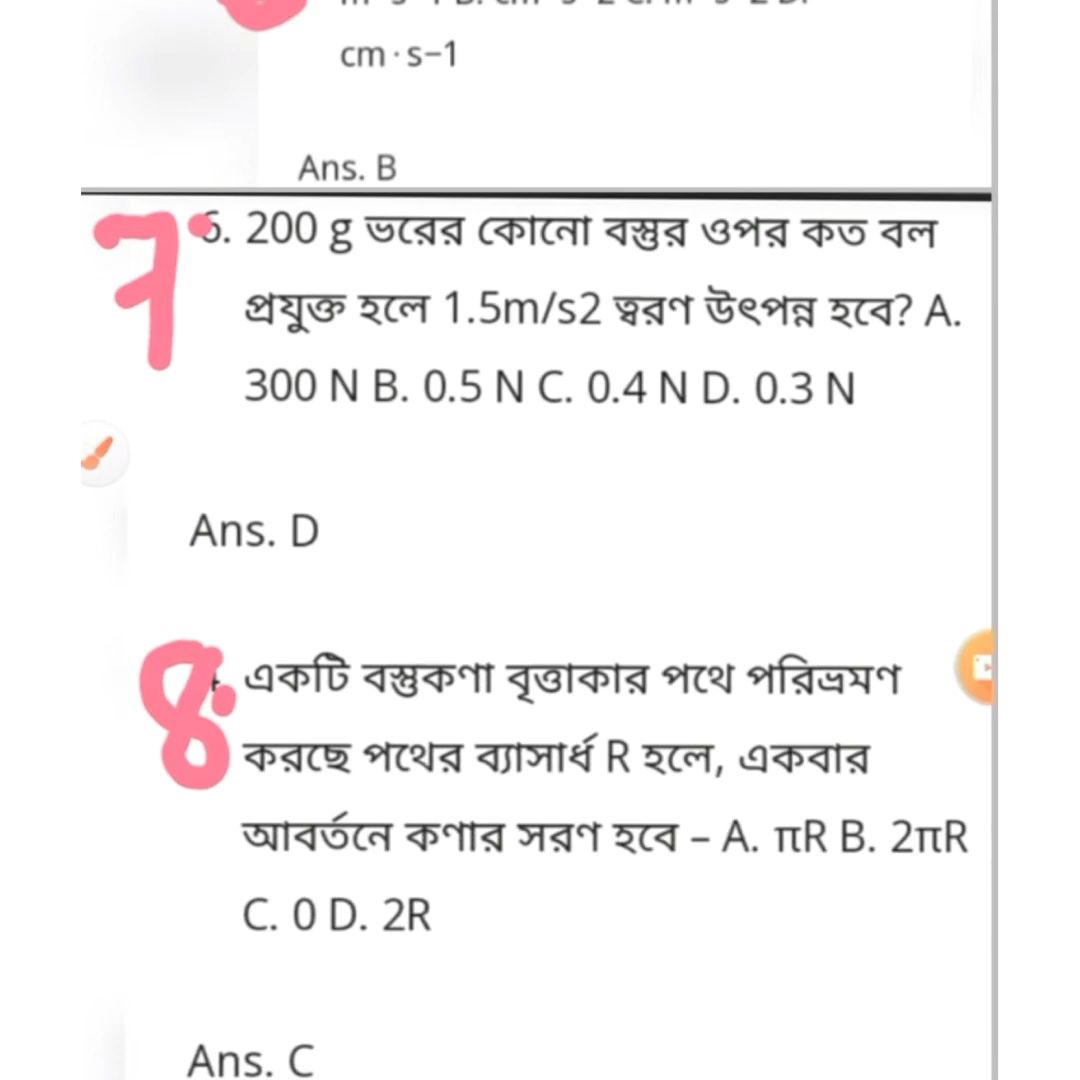 cm·s−1
Ans. B
7. 200 g ভরের কোনো বস্তুর ওপর কত বল
প্রযুক্ত হলে 1.5m/s2 ত্বরণ উৎপন্ন হবে? A.
300 N B. 0.5 N C. 0.4 N D. 0.3 N
Ans. D
8. একটি বস্তুকণা বৃত্তাকার পথে পরিভ্রমণ
করছে পথের ব্যাসার্ধ R হলে, একবার
আবর্তনে কণার সরণ হবে – A. πR B. 2πR
C. 0 D. 2R
Ans. C